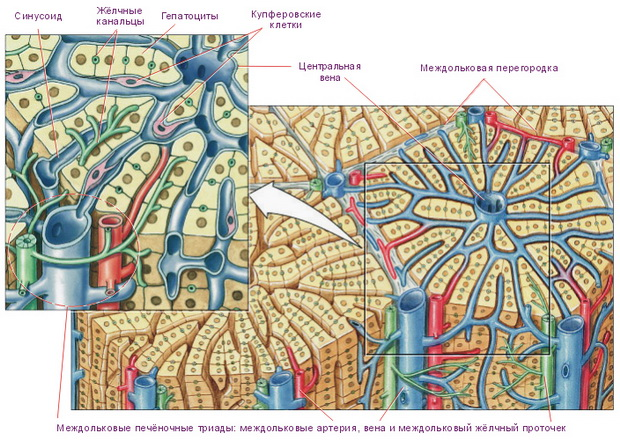 Синусоид
Жёлчные
канальцы
Гепатоциты
Купферовские
клетки
Центральная
вена
Междольковая перегородка
Междольковые печёночные триады: междольковые артерия, вена и междольковый жёлчный проточек